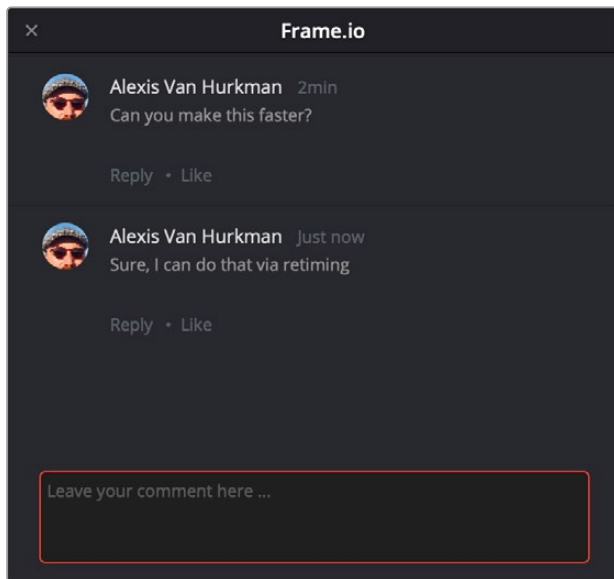 × Frame.io
Alexis Van Hurkman 2min
Can you make this faster?
Reply • Like
Alexis Van Hurkman Just now
Sure, I can do that via retiming
Reply • Like
Leave your comment here ...